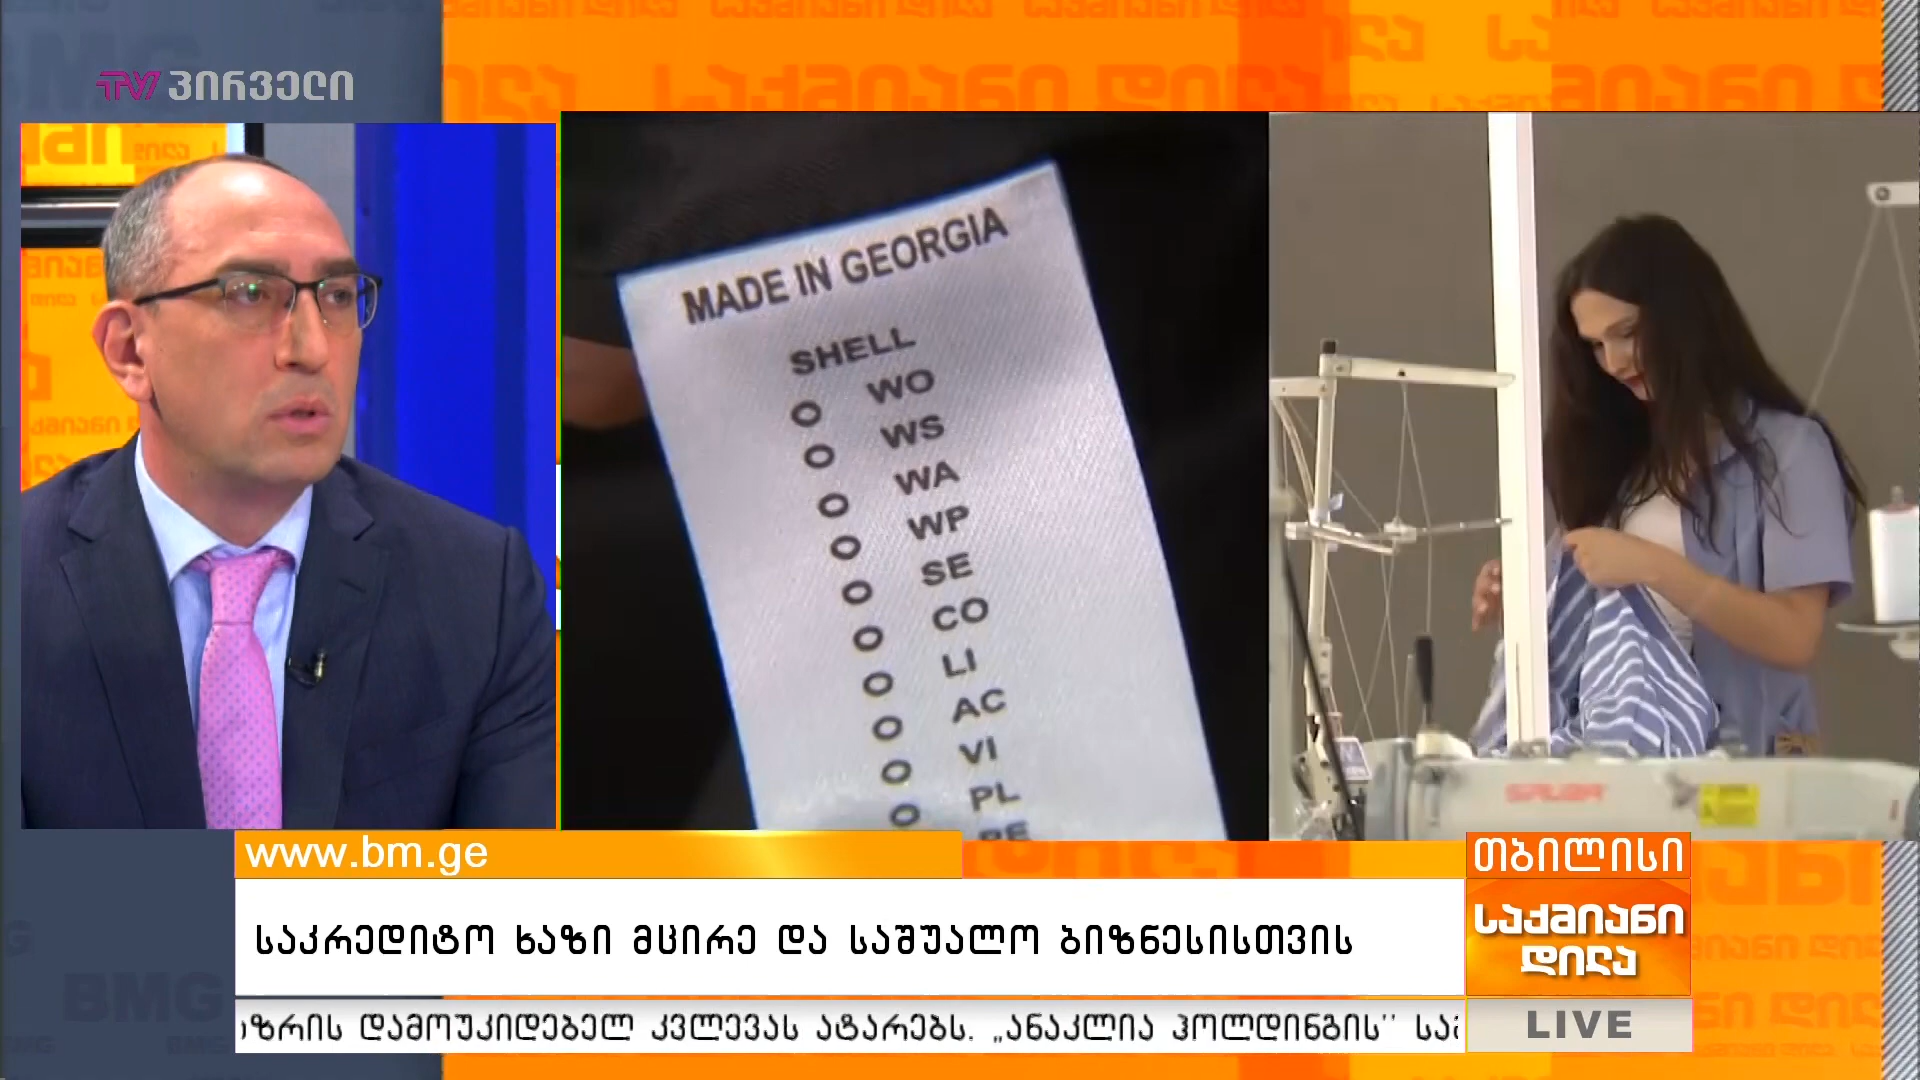 TV პირველი
MADE IN GEORGIA
SHELL
O WO
O WS
O WA
O WP
O SE
O CO
O LI
O AC
O VI
O PL
www.bm.ge
თბილისი
საკრედიტო ხაზი მცირე და საშუალო ბიზნესისთვის
საქმიანი
დილა
დამოუკიდებელ კვლევას ატარებს. „ანაკლია ჰოლდინგის''
LIVE
BMG